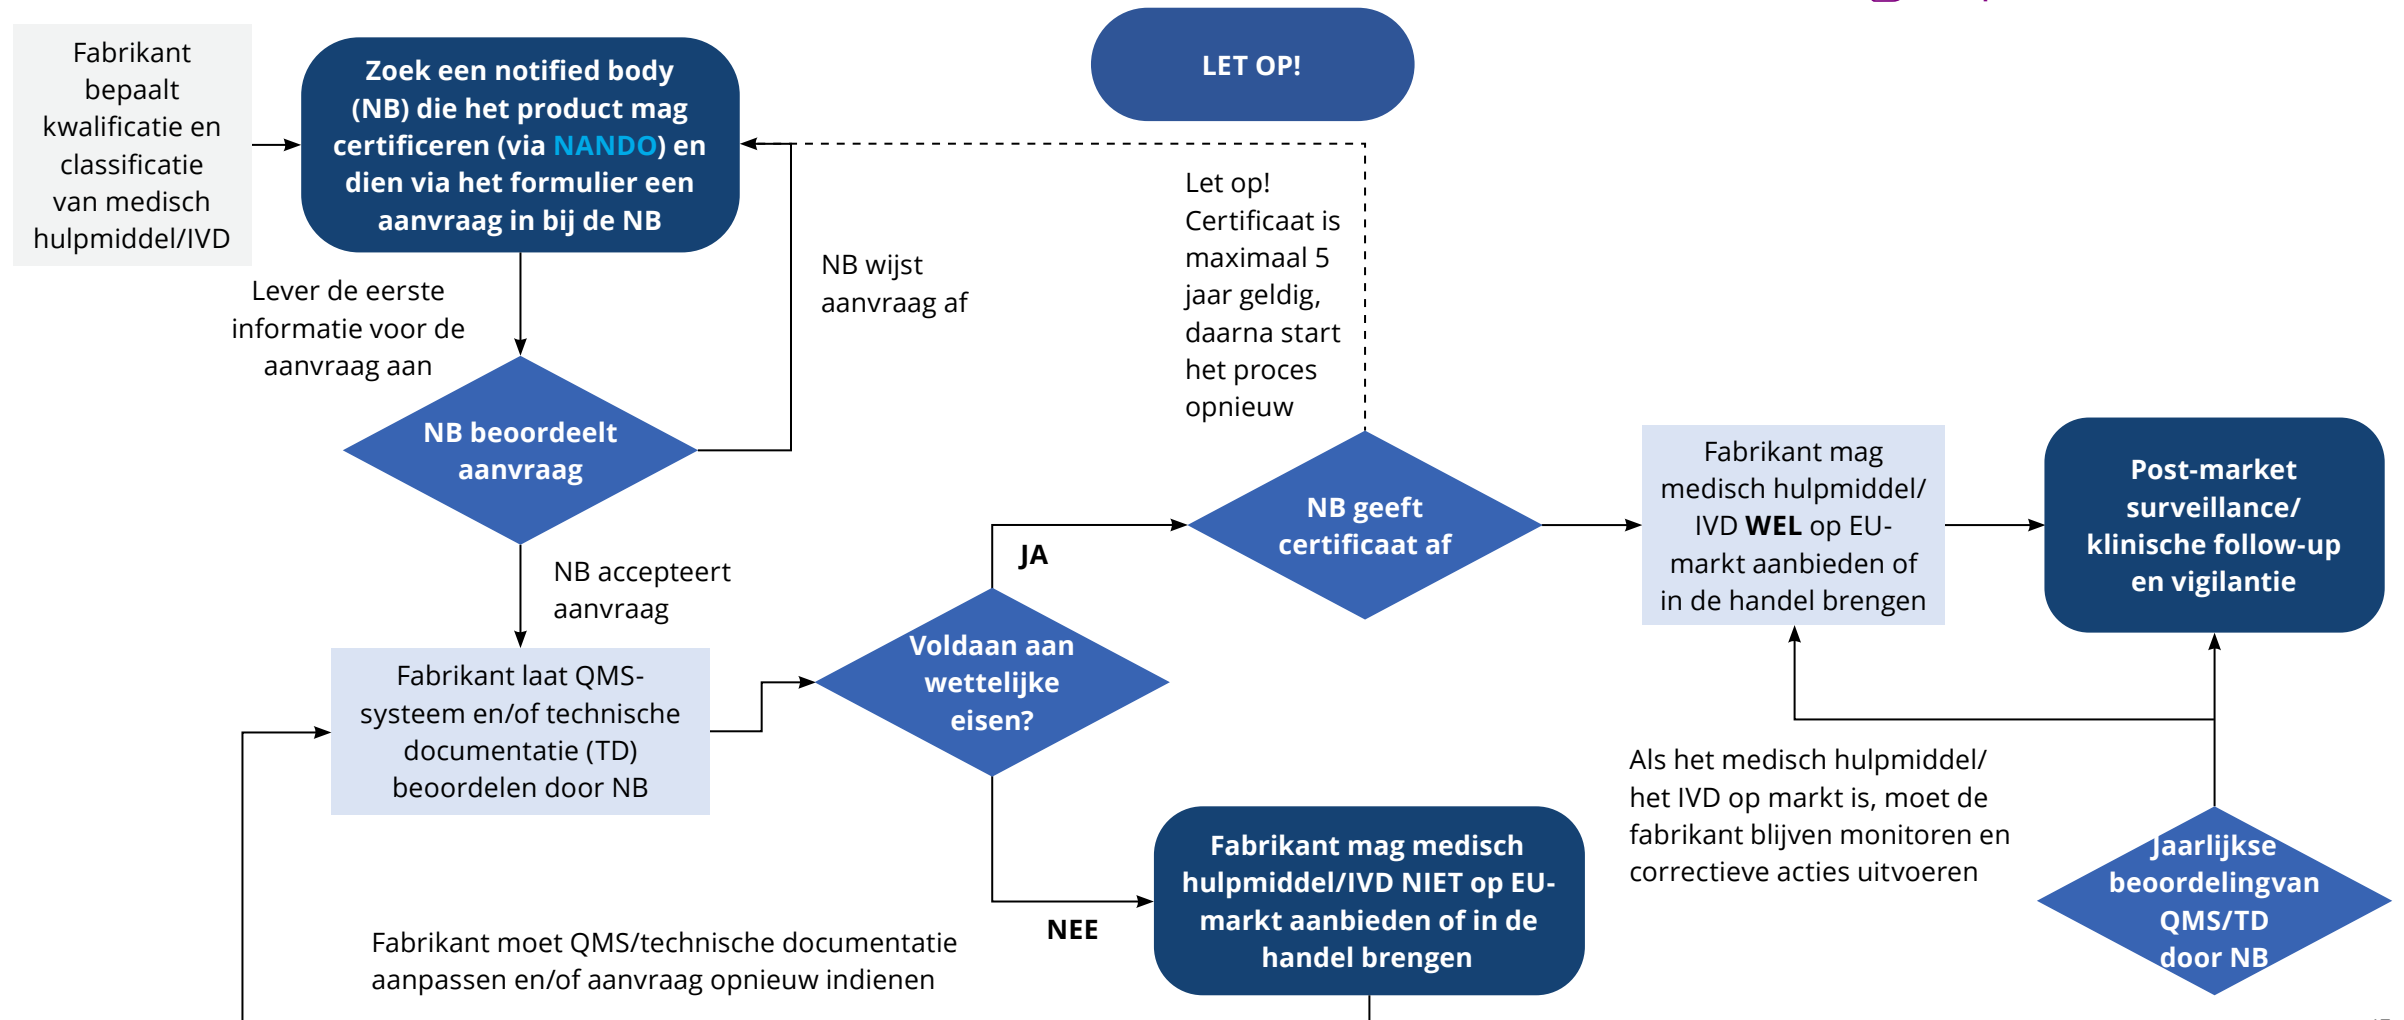 Fabrikant
bepaalt
kwalificatie en
classificatie
van medisch
hulpmiddel/IVD
Zoek een notified body
(NB) die het product mag
certificeren (via NANDO) en
dien via het formulier een
aanvraag in bij de NB
LET OP!
Lever de eerste
informatie voor de
aanvraag aan
NB wijst
aanvraag af
Let op!
Certificaat is
maximaal 5
jaar geldig,
daarna start
het proces
opnieuw
NB beoordeelt
aanvraag
NB accepteert
aanvraag
Fabrikant laat QMS-
systeem en/of technische
documentatie (TD)
beoordelen door NB
Voldaan aan
wettelijke
eisen?
JA
NB geeft
certificaat af
Fabrikant mag
medisch hulpmiddel/
IVD WEL op EU-
markt aanbieden of
in de handel brengen
Post-market
surveillance/
klinische follow-up
en vigilantie
Als het medisch hulpmiddel/
het IVD op markt is, moet de
fabrikant blijven monitoren en
correctieve acties uitvoeren
Jaarlijkse
beoordelingvan
QMS/TD
door NB
NEE
Fabrikant mag medisch
hulpmiddel/IVD NIET op EU-
markt aanbieden of in de
handel brengen
Fabrikant moet QMS/technische documentatie
aanpassen en/of aanvraag opnieuw indienen